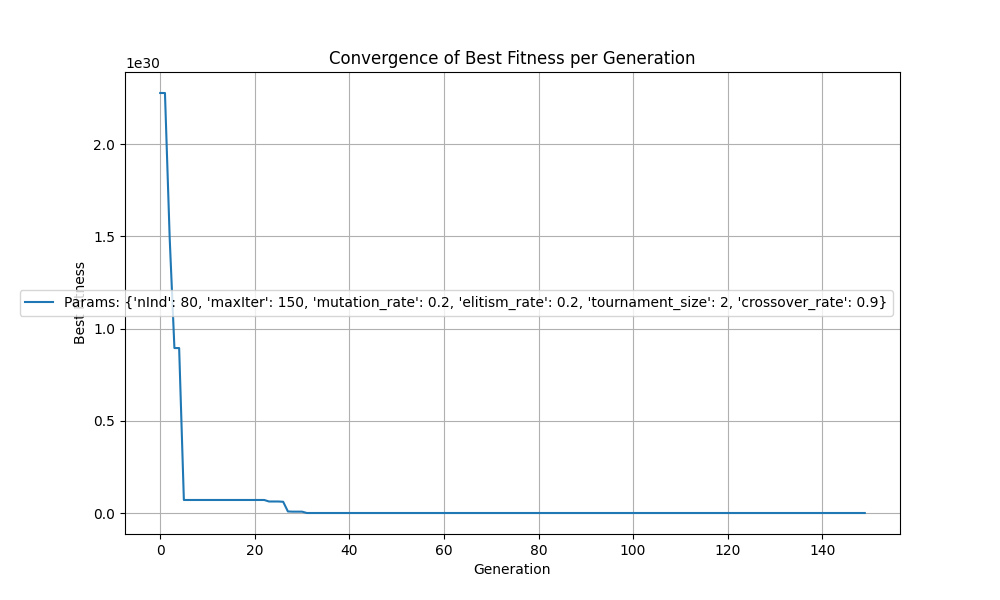 Convergence of Best Fitness per Generation
1e30
2.0
1.5
1.0
0.5
0.0
Best Fitness
Params: {'nInd': 80, 'maxIter': 150, 'mutation_rate': 0.2, 'elitism_rate': 0.2, 'tournament_size': 2, 'crossover_rate': 0.9}
0 20 40 60 80 100 120 140
Generation